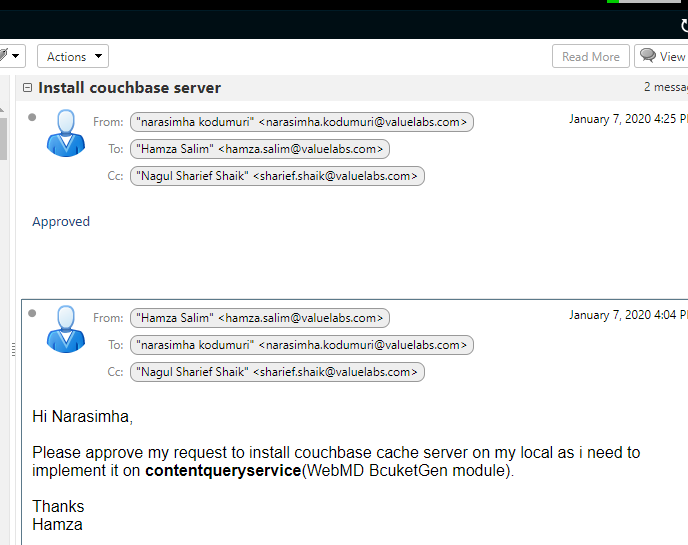 Actions
Read More
View
Install couchbase server
2 messa
From: "narasimha kodumuri" <narasimha.kodumuri@valuelabs.com>
January 7, 2020 4:25 P
To: "Hamza Salim" <hamza.salim@valuelabs.com>
Cc: "Nagul Sharief Shaik" <sharief.shaik@valuelabs.com>
Approved
From: "Hamza Salim" <hamza.salim@valuelabs.com>
January 7, 2020 4:04 P
To: "narasimha kodumuri" <narasimha.kodumuri@valuelabs.com>
Cc: "Nagul Sharief Shaik" <sharief.shaik@valuelabs.com>
Hi Narasimha,
Please approve my request to install couchbase cache server on my local as i need to
implement it on contentqueryservice(WebMD BcuketGen module).
Thanks
Hamza